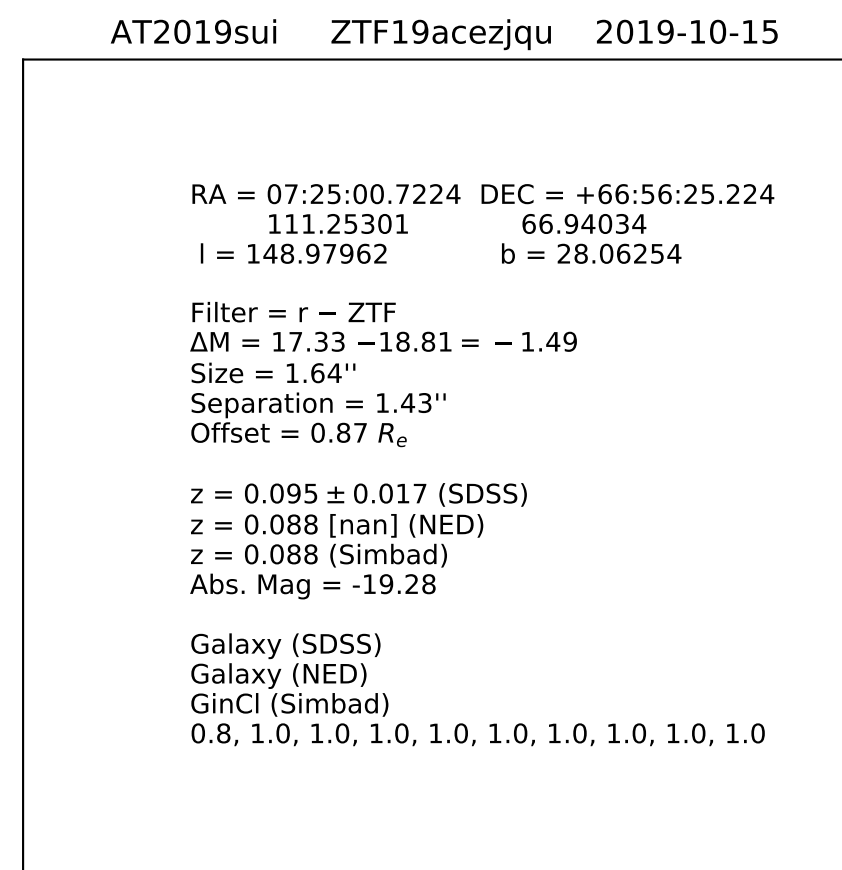 AT2019sui ZTF19acezjqu 2019-10-15
RA = 07:25:00.7224 DEC = +66:56:25.224
111.25301 66.94034
l = 148.97962 b = 28.06254
Filter = r − ZTF
ΔM = 17.33 −18.81 = −1.49
Size = 1.64''
Separation = 1.43''
Offset = 0.87 Rₑ
z = 0.095 ± 0.017 (SDSS)
z = 0.088 [nan] (NED)
z = 0.088 (Simbad)
Abs. Mag = -19.28
Galaxy (SDSS)
Galaxy (NED)
GinCl (Simbad)
0.8, 1.0, 1.0, 1.0, 1.0, 1.0, 1.0, 1.0, 1.0, 1.0